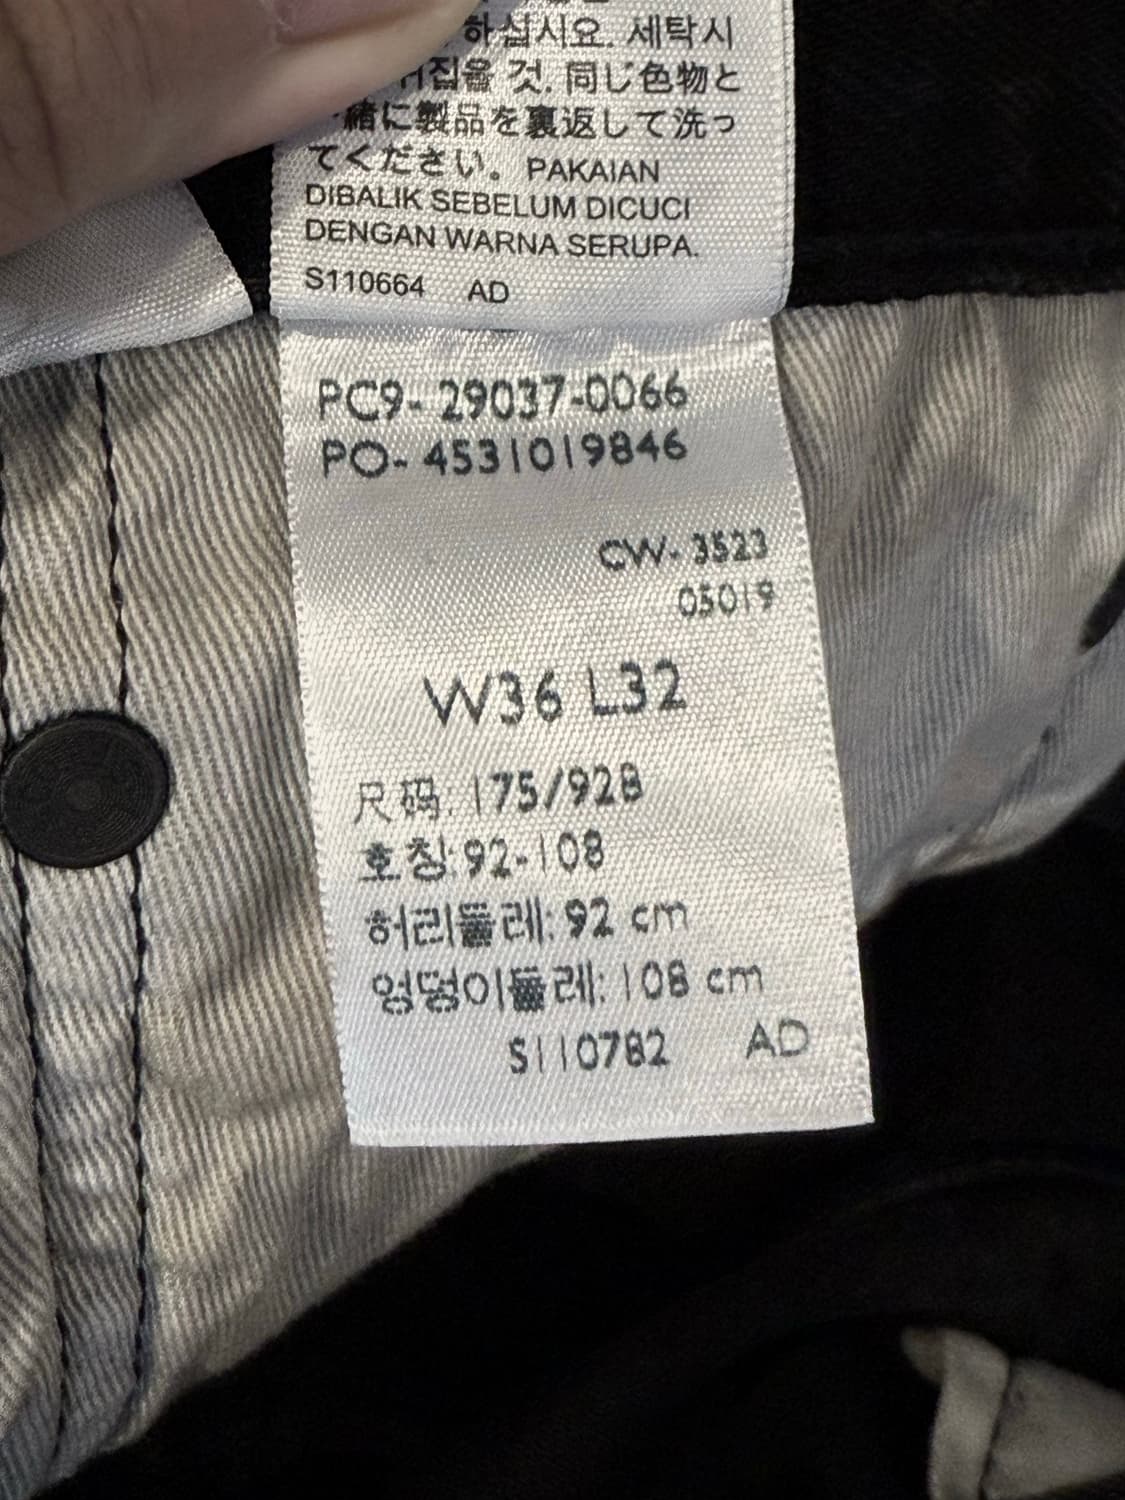 하십시요. 세탁시
집을 것. 同じ色物と
緒に製品を裏返して洗っ
てください。PAKAIAN
DIBALIK SEBELUM DICUCI
DENGAN WARNA SERUPA.
S110664 AD
PC9- 29037-0066
PO- 4531019846
CW- 3523
05019
W36 L32
尺码: 175/92B
호칭:92-108
허리둘레: 92 cm
엉덩이둘레: 108 cm
S110782 AD